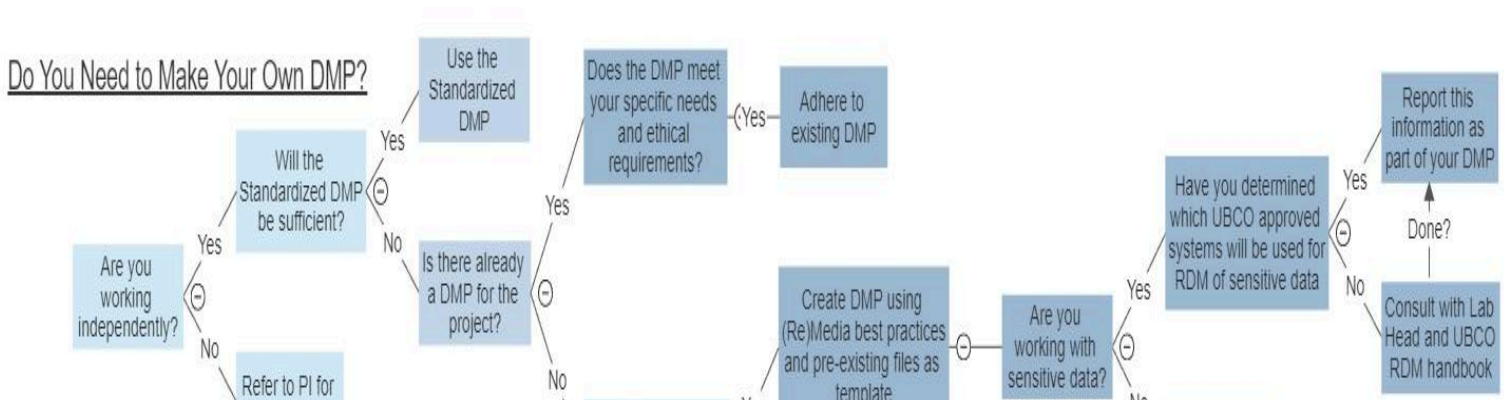 Do You Need to Make Your Own DMP?
Use the
Standardized
DMP
Does the DMP meet
your specific needs
and ethical
requirements?
Yes
Adhere to
existing DMP
Report this
information as
part of your DMP
Will the
Standardized DMP
be sufficient?
Yes
No
Yes
Have you determined
which UBCO approved
systems will be used for
RDM of sensitive data
Yes
Done?
No
Are you
working
independently?
Yes
No
Is there already
a DMP for the
project?
No
Create DMP using
(Re)Media best practices
and pre-existing files as
template
Are you
working with
sensitive data?
Yes
No
Consult with Lab
Head and UBCO
RDM handbook
Refer to PI for